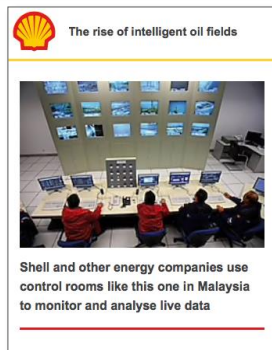 The rise of intelligent oil fields
Shell and other energy companies use
control rooms like this one in Malaysia
to monitor and analyse live data